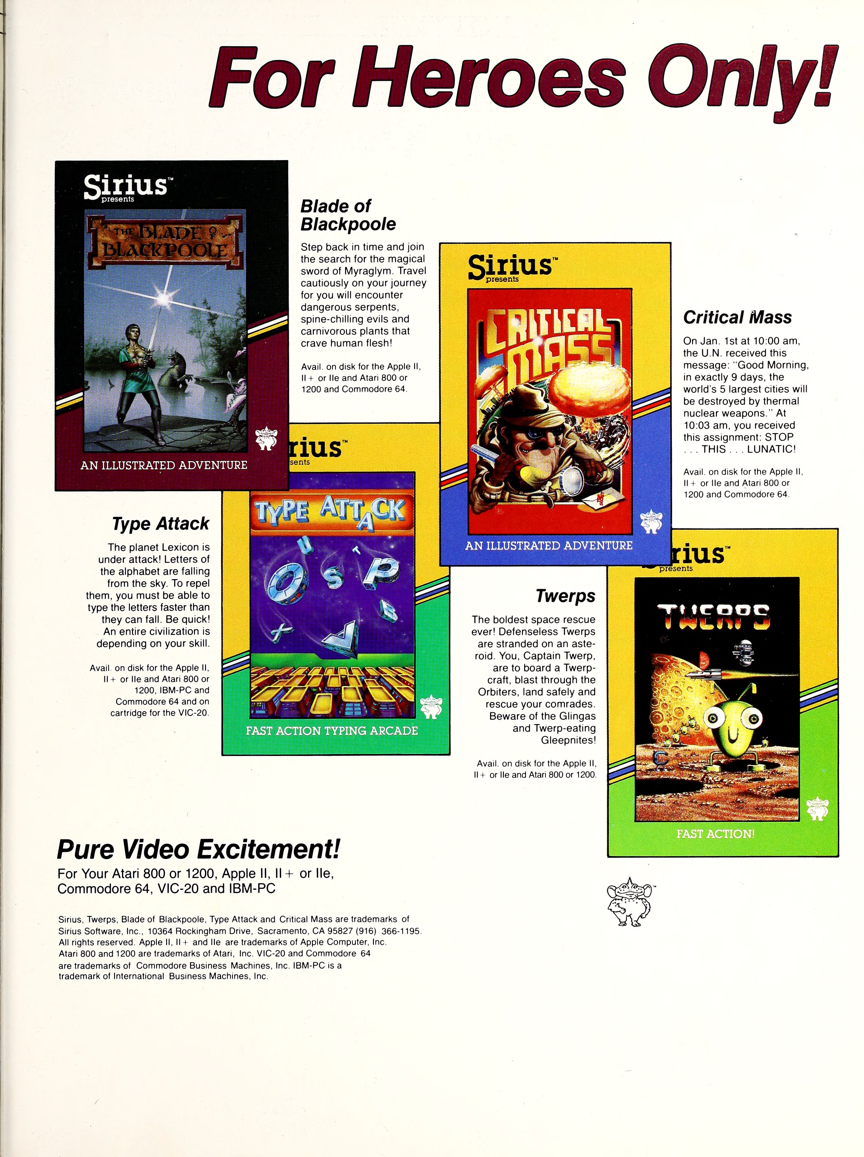 For Heroes Only!
Sirius™
presents
THE BLADE OF
BLACKPOOLE
AN ILLUSTRATED ADVENTURE
Blade of
Blackpoole
Step back in time and join
the search for the magical
sword of Myraglym. Travel
cautiously on your journey
for you will encounter
dangerous serpents,
spine-chilling evils and
carnivorous plants that
crave human flesh!
Avail. on disk for the Apple II,
II+ or IIe and Atari 800 or
1200 and Commodore 64.
Sirius™
presents
CRITICAL
MASS
AN ILLUSTRATED ADVENTURE
Critical Mass
On Jan. 1st at 10:00 am,
the U.N. received this
message: "Good Morning,
in exactly 9 days, the
world's 5 largest cities will
be destroyed by thermal
nuclear weapons." At
10:03 am, you received
this assignment: STOP
. . . THIS . . . LUNATIC!
Avail. on disk for the Apple II,
II+ or IIe and Atari 800 or
1200 and Commodore 64.
Type Attack
The planet Lexicon is
under attack! Letters of
the alphabet are falling
from the sky. To repel
them, you must be able to
type the letters faster than
they can fall. Be quick!
An entire civilization is
depending on your skill.
Avail. on disk for the Apple II,
II+ or IIe and Atari 800 or
1200, IBM-PC and
Commodore 64 and on
cartridge for the VIC-20.
rius™
sents
TYPE ATTACK
U
T
O
S
P
E
X
FAST ACTION TYPING ARCADE
Twerps
The boldest space rescue
ever! Defenseless Twerps
are stranded on an aste-
roid. You, Captain Twerp,
are to board a Twerp-
craft, blast through the
Orbiters, land safely and
rescue your comrades.
Beware of the Glingas
and Twerp-eating
Gleepnites!
Avail. on disk for the Apple II,
II+ or IIe and Atari 800 or 1200.
rius™
presents
TWERPS
FAST ACTION!
Pure Video Excitement!
For Your Atari 800 or 1200, Apple II, II+ or IIe,
Commodore 64, VIC-20 and IBM-PC
Sirius, Twerps, Blade of Blackpoole, Type Attack and Critical Mass are trademarks of
Sirius Software, Inc., 10364 Rockingham Drive, Sacramento, CA 95827 (916) 366-1195.
All rights reserved. Apple II, II+ and IIe are trademarks of Apple Computer, Inc.
Atari 800 and 1200 are trademarks of Atari, Inc. VIC-20 and Commodore 64
are trademarks of Commodore Business Machines, Inc. IBM-PC is a
trademark of International Business Machines, Inc.
™